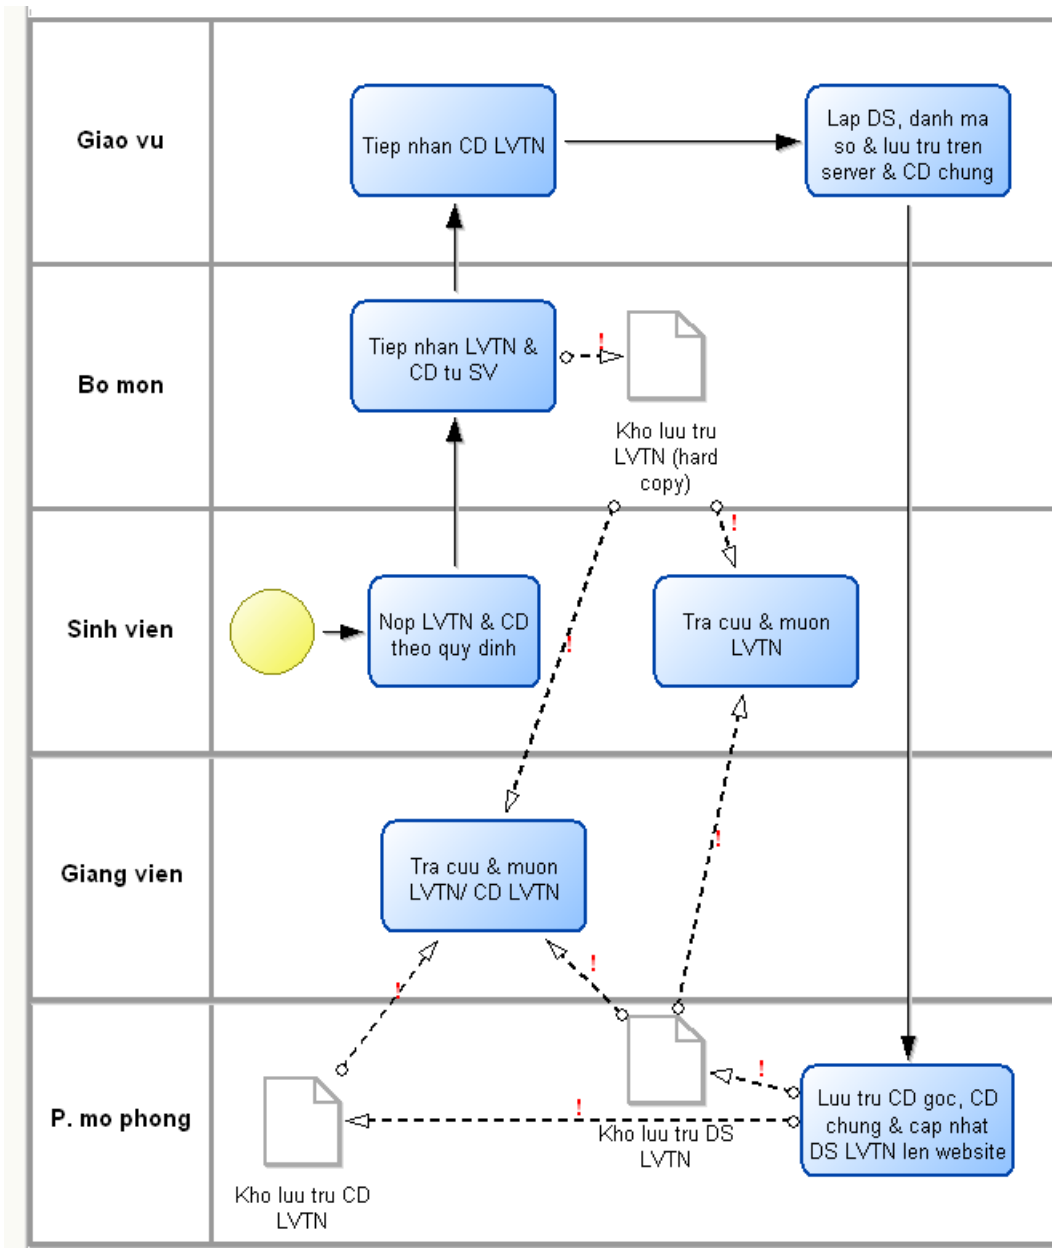 Giao vu
Tiep nhan CD LVTN
Lap DS, danh ma
so & luu tru tren
server & CD chung
Bo mon
Tiep nhan LVTN &
CD tu SV
!
Kho luu tru
LVTN (hard
copy)
!
Sinh vien
Nop LVTN & CD
theo quy dinh
!
Tra cuu & muon
LVTN
Giang vien
Tra cuu & muon
LVTN/ CD LVTN
!
!
!
P. mo phong
!
!
Kho luu tru DS
LVTN
Luu tru CD goc, CD
chung & cap nhat
DS LVTN len website
Kho luu tru CD
LVTN